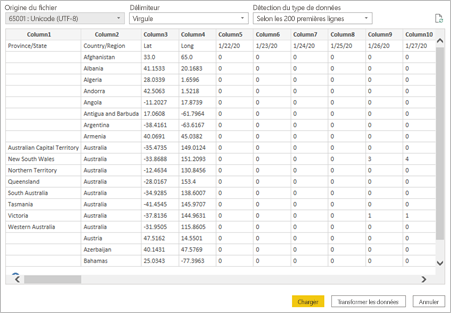 Origine du fichier Délimiteur Détection du type de données
65001 : Unicode (UTF-8) Virgule Selon les 200 premières lignes
Column1 Column2 Column3 Column4 Column5 Column6 Column7 Column8 Column9 Column10
Province/State Country/Region Lat Long 1/22/20 1/23/20 1/24/20 1/25/20 1/26/20 1/27/20
Afghanistan 33.0 65.0 0 0 0 0 0 0
Albania 41.1533 20.1683 0 0 0 0 0 0
Algeria 28.0339 1.6596 0 0 0 0 0 0
Andorra 42.5063 1.5218 0 0 0 0 0 0
Angola -11.2027 17.8739 0 0 0 0 0 0
Antigua and Barbuda 17.0608 -61.7964 0 0 0 0 0 0
Argentina -38.4161 -63.6167 0 0 0 0 0 0
Armenia 40.0691 45.0382 0 0 0 0 0 0
Australian Capital Territory Australia -35.4735 149.0124 0 0 0 0 0 0
New South Wales Australia -33.8688 151.2093 0 0 0 0 3 4
Northern Territory Australia -12.4634 130.8456 0 0 0 0 0 0
Queensland Australia -28.0167 153.4 0 0 0 0 0 0
South Australia Australia -34.9285 138.6007 0 0 0 0 0 0
Tasmania Australia -41.4545 145.9707 0 0 0 0 0 0
Victoria Australia -37.8136 144.9631 0 0 0 0 1 1
Western Australia Australia -31.9505 115.8605 0 0 0 0 0 0
Austria 47.5162 14.5501 0 0 0 0 0 0
Azerbaijan 40.1431 47.5769 0 0 0 0 0 0
Bahamas 25.0343 -77.3963 0 0 0 0 0 0
Charger Transformer les données Annuler